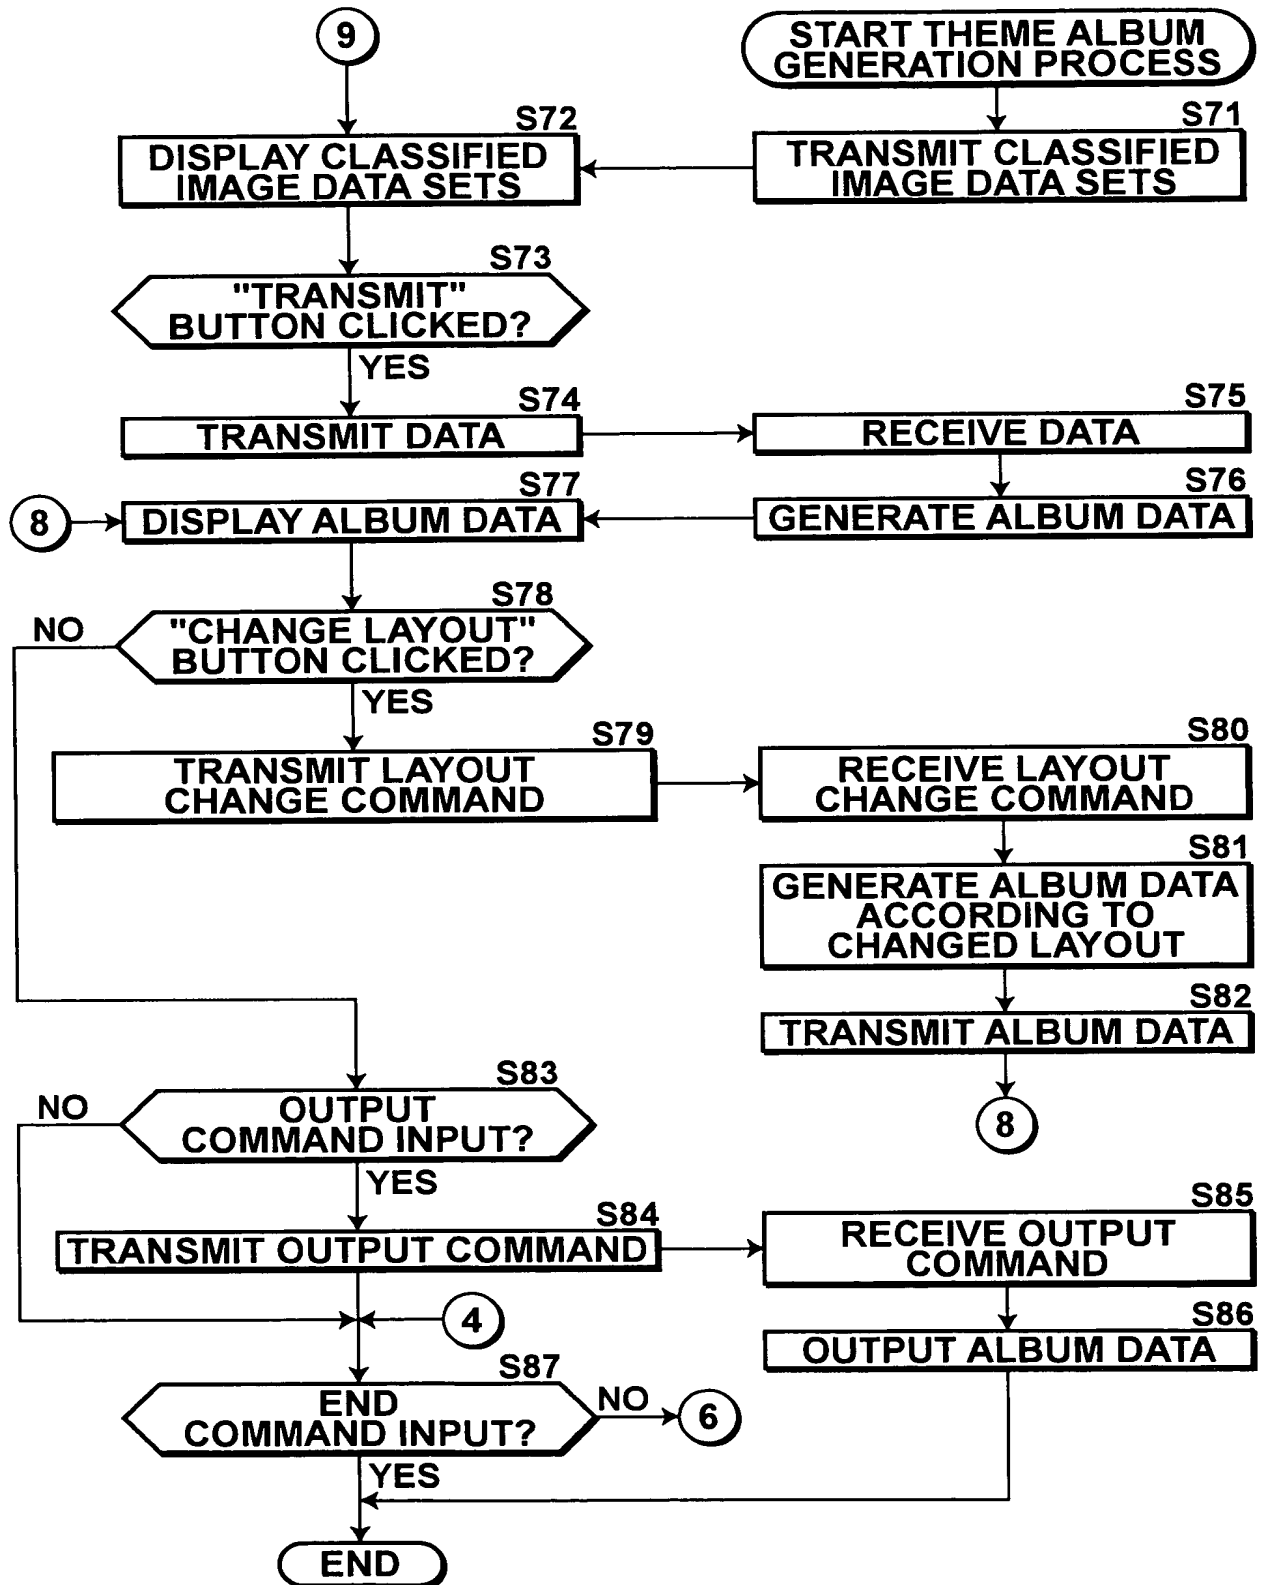 9
START THEME ALBUM
GENERATION PROCESS
S72
DISPLAY CLASSIFIED
IMAGE DATA SETS
S71
TRANSMIT CLASSIFIED
IMAGE DATA SETS
S73
"TRANSMIT"
BUTTON CLICKED?
YES
S74
TRANSMIT DATA
S75
RECEIVE DATA
8
S77
DISPLAY ALBUM DATA
S76
GENERATE ALBUM DATA
S78
NO
"CHANGE LAYOUT"
BUTTON CLICKED?
YES
S79
TRANSMIT LAYOUT
CHANGE COMMAND
S80
RECEIVE LAYOUT
CHANGE COMMAND
S81
GENERATE ALBUM DATA
ACCORDING TO
CHANGED LAYOUT
S82
TRANSMIT ALBUM DATA
8
S83
NO
OUTPUT
COMMAND INPUT?
YES
S84
TRANSMIT OUTPUT COMMAND
S85
RECEIVE OUTPUT
COMMAND
4
S86
OUTPUT ALBUM DATA
S87
END
COMMAND INPUT?
NO
6
YES
END